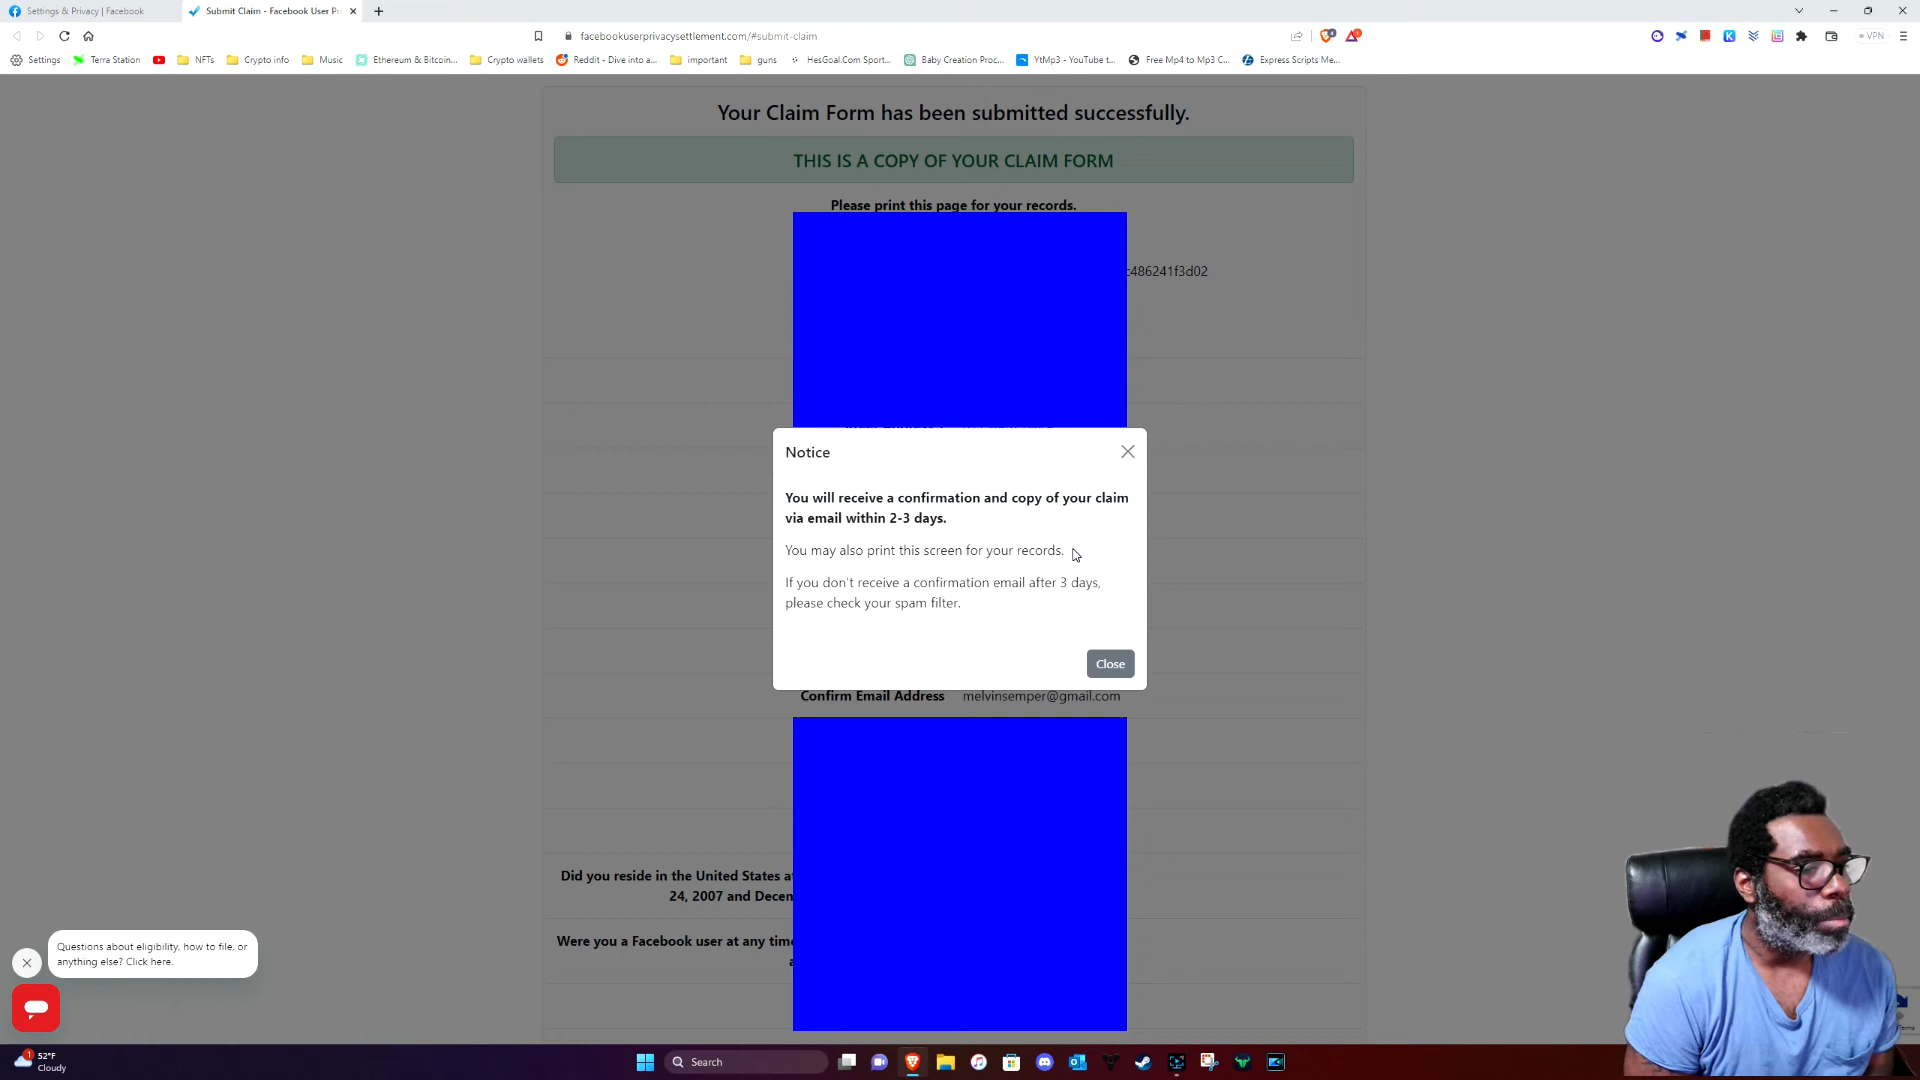 Settings & Privacy | Facebook
Submit Claim - Facebook User Pr
facebookuserprivacysettlement.com/#submit-claim
VPN
Settings
Terra Station
NFTs
Crypto info
Music
Ethereum & Bitcoin...
Crypto wallets
Reddit - Dive into a...
important
guns
HesGoal.Com Sport...
Baby Creation Proc...
YtMp3 - YouTube t...
Free Mp4 to Mp3 C...
Express Scripts Me...
Your Claim Form has been submitted successfully.
THIS IS A COPY OF YOUR CLAIM FORM
Please print this page for your records.
c486241f3d02
Notice
You will receive a confirmation and copy of your claim
via email within 2-3 days.
You may also print this screen for your records.
If you don't receive a confirmation email after 3 days,
please check your spam filter.
Close
Confirm Email Address melvinsemper@gmail.com
Did you reside in the United States at
24, 2007 and Decem
Were you a Facebook user at any time
a
Questions about eligibility, how to file, or
anything else? Click here.
1
52°F
Cloudy
Search